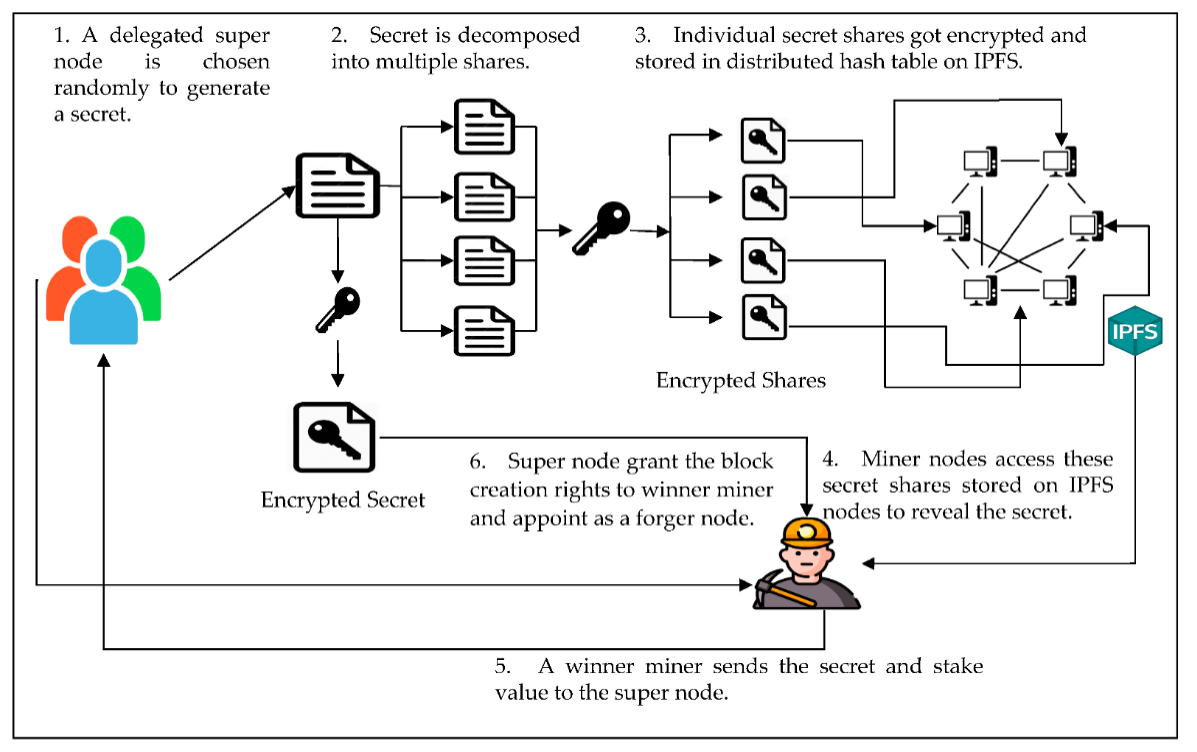 1. A delegated super
node is chosen
randomly to generate
a secret.
2. Secret is decomposed
into multiple shares.
3. Individual secret shares got encrypted and
stored in distributed hash table on IPFS.
IPFS
Encrypted Shares
Encrypted Secret
6. Super node grant the block
creation rights to winner miner
and appoint as a forger node.
4. Miner nodes access these
secret shares stored on IPFS
nodes to reveal the secret.
5. A winner miner sends the secret and stake
value to the super node.